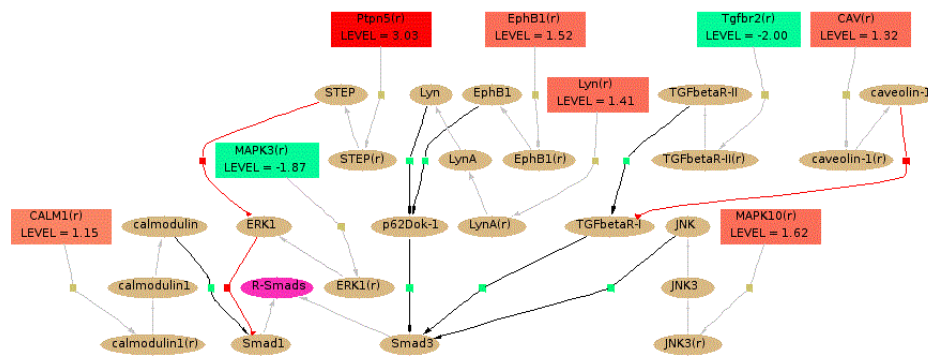 Ptpn5(r)
LEVEL = 3.03
EphB1(r)
LEVEL = 1.52
Tgfbr2(r)
LEVEL = -2.00
CAV(r)
LEVEL = 1.32
Lyn(r)
LEVEL = 1.41
STEP
Lyn
EphB1
TGFbetaR-II
caveolin-1
MAPK3(r)
LEVEL = -1.87
STEP(r)
LynA
EphB1(r)
TGFbetaR-II(r)
caveolin-1(r)
CALM1(r)
LEVEL = 1.15
calmodulin
ERK1
p62Dok-1
LynA(r)
TGFbetaR-I
JNK
MAPK10(r)
LEVEL = 1.62
calmodulin1
R-Smads
ERK1(r)
JNK3
calmodulin1(r)
Smad1
Smad3
JNK3(r)